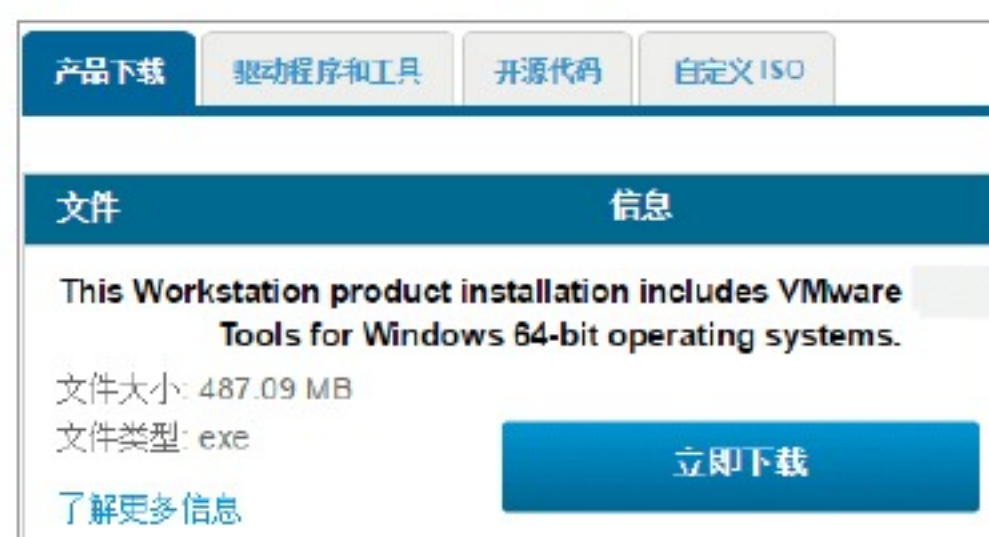 产品下载 驱动程序和工具 开源代码 自定义 ISO
文件 信息
This Workstation product installation includes VMware
Tools for Windows 64-bit operating systems.
文件大小: 487.09 MB
文件类型: exe
立即下载
了解更多信息